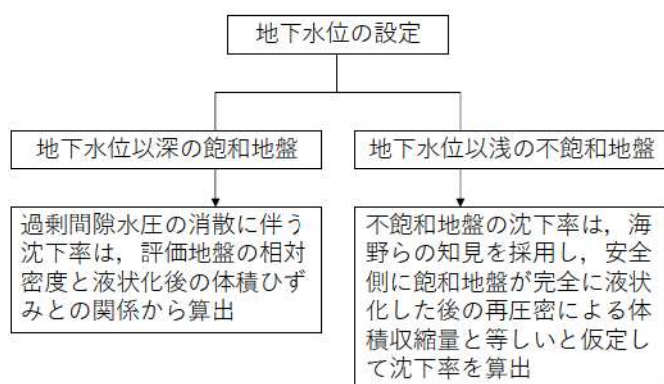 地下水位の設定
地下水位以深の飽和地盤
地下水位以浅の不飽和地盤
過剰間隙水圧の消散に伴う
沈下率は，評価地盤の相対
密度と液状化後の体積ひず
みとの関係から算出
不飽和地盤の沈下率は，海
野らの知見を採用し，安全
側に飽和地盤が完全に液状
化した後の再圧密による体
積収縮量と等しいと仮定し
て沈下率を算出